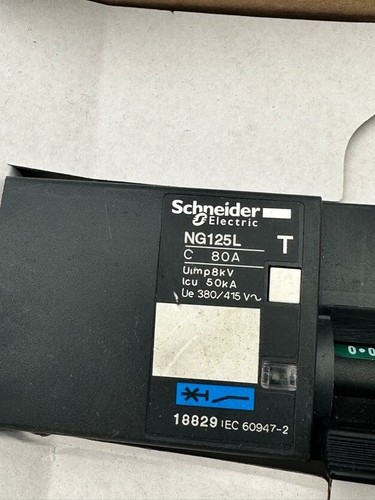 Schneider
Electric
NG125L
T
C 80A
Uimp8kV
Icu 50kA
Ue 380/415V~
18829 IEC 60947-2